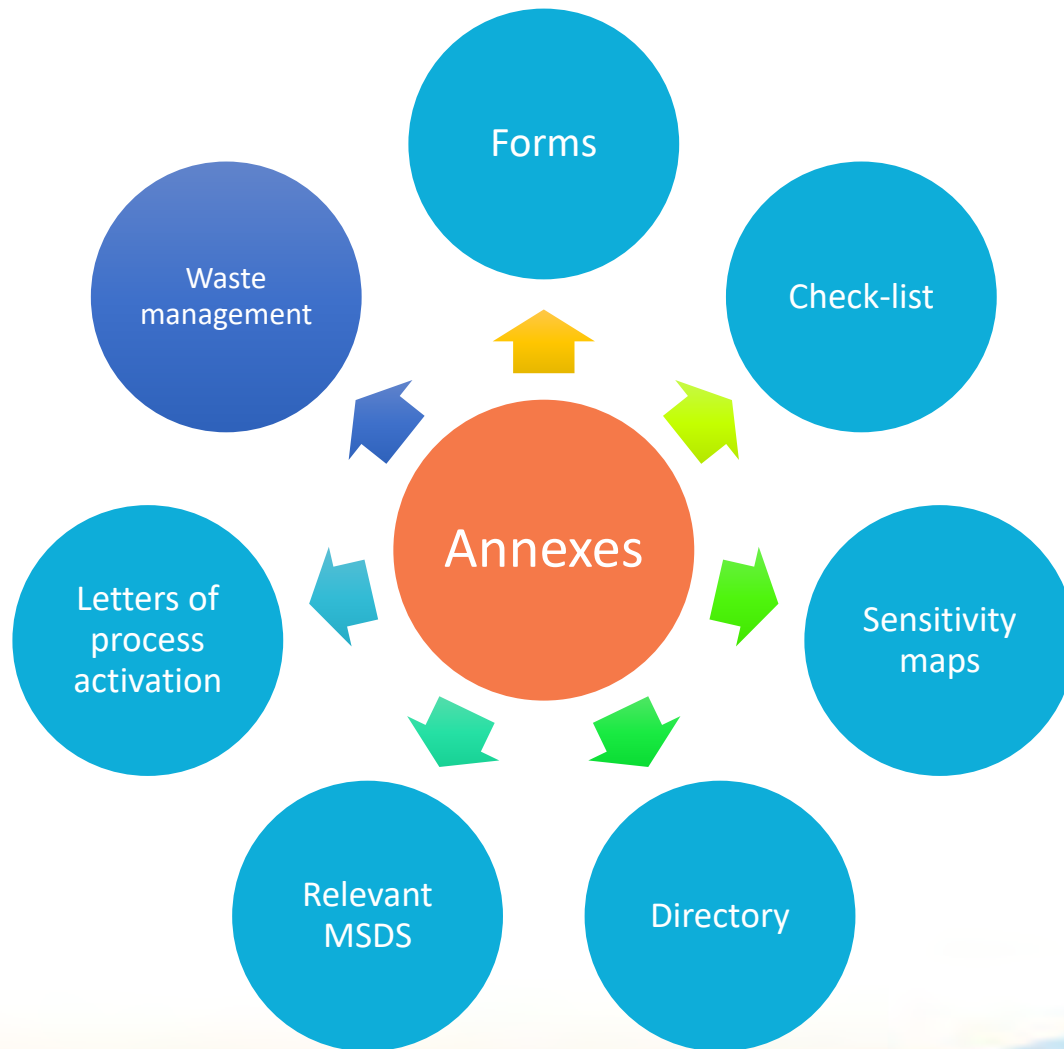 Forms
Check-list
Sensitivity
maps
Directory
Relevant
MSDS
Letters of
process
activation
Waste
management
Annexes